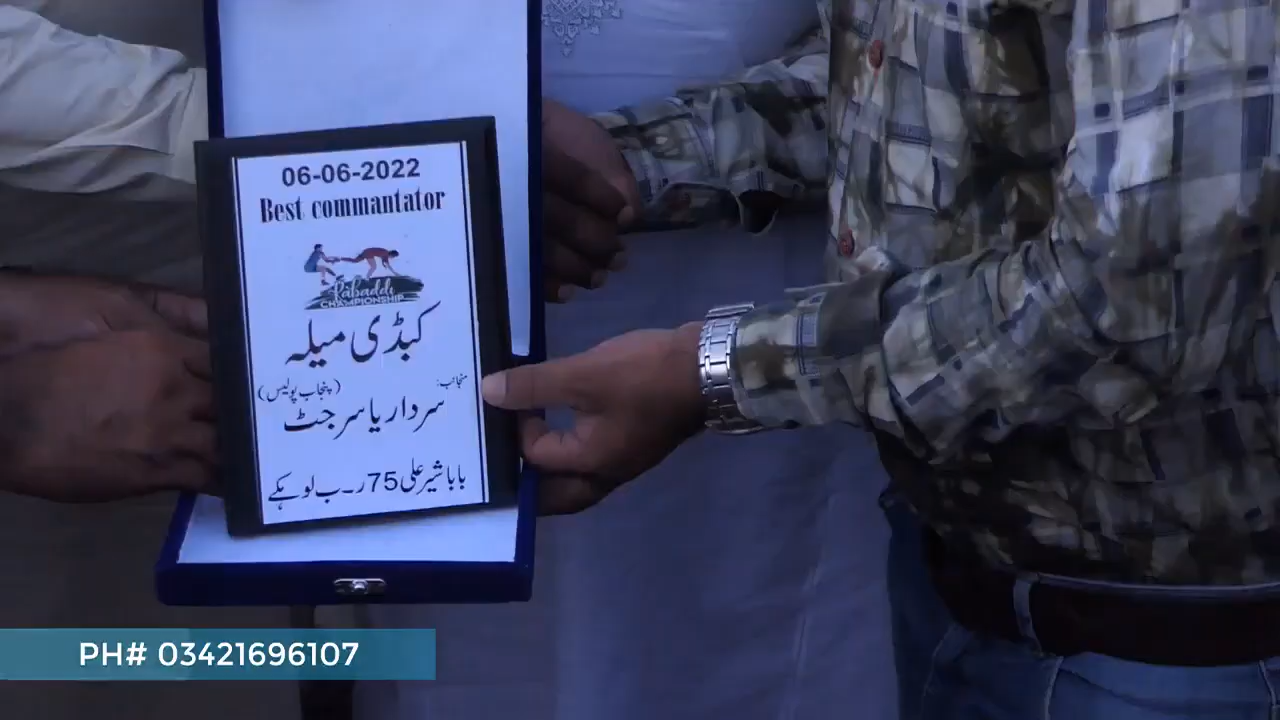 06-06-2022
Best commantator
Kabaddi
CHAMPIONSHIP
کبڈی میلہ
منجانب: (پنجاب پولیس)
سردار یاسر جٹ
بابا شیر علی 75 ر۔ب لوہکے
PH# 03421696107